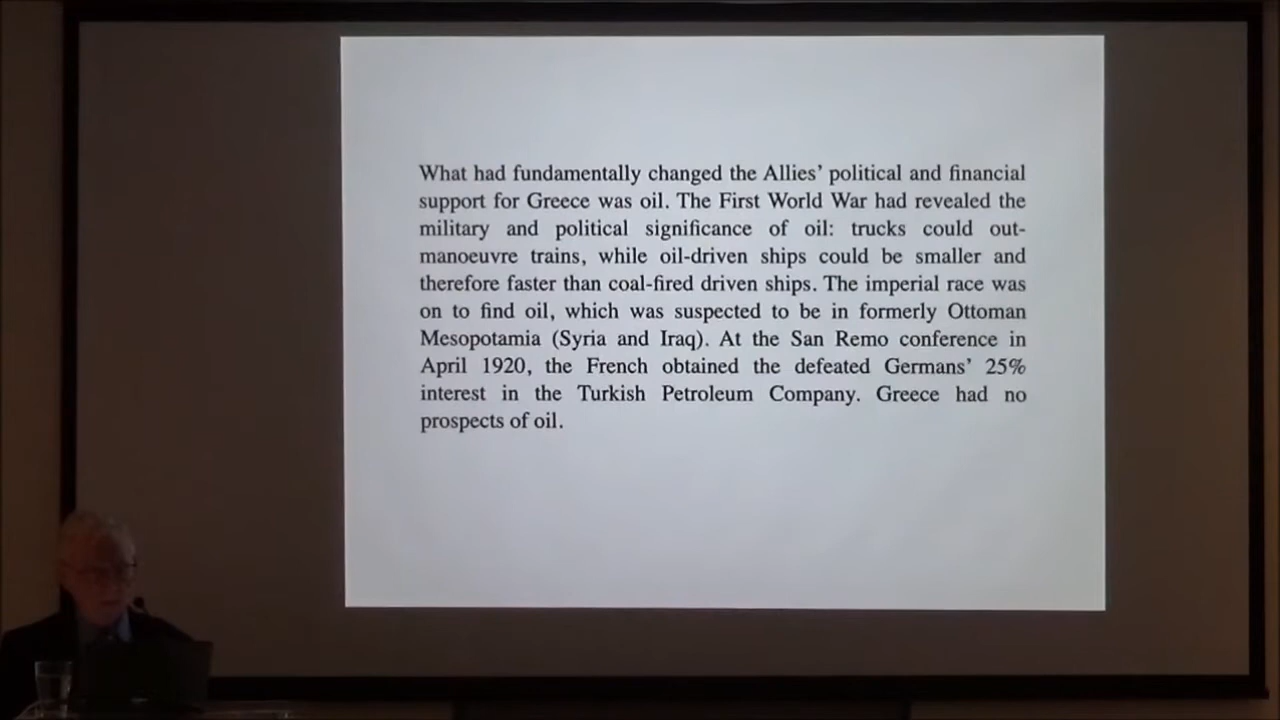 What had fundamentally changed the Allies’ political and financial
support for Greece was oil. The First World War had revealed the
military and political significance of oil: trucks could out-
manoeuvre trains, while oil-driven ships could be smaller and
therefore faster than coal-fired driven ships. The imperial race was
on to find oil, which was suspected to be in formerly Ottoman
Mesopotamia (Syria and Iraq). At the San Remo conference in
April 1920, the French obtained the defeated Germans’ 25%
interest in the Turkish Petroleum Company. Greece had no
prospects of oil.